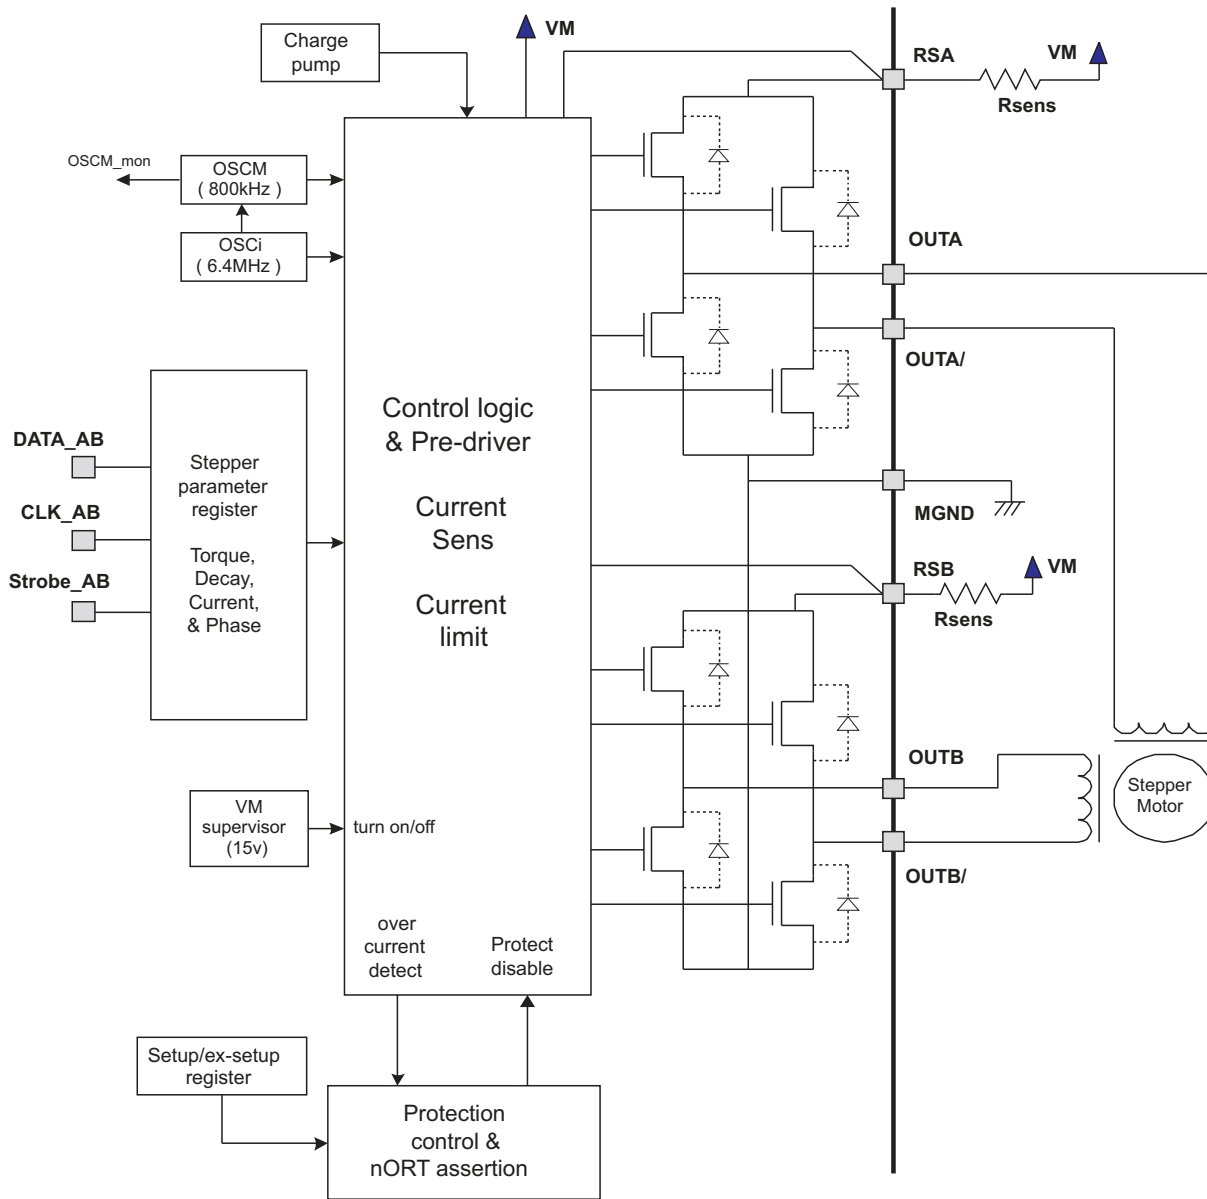 Charge
pump
VM
RSA
VM
Rsens
OSCM_mon
OSCM
( 800kHz )
OSCi
( 6.4MHz )
OUTA
OUTA/
Control logic
& Pre-driver
Current
Sens
Current
limit
DATA_AB
CLK_AB
Strobe_AB
Stepper
parameter
register
Torque,
Decay,
Current,
& Phase
MGND
RSB
VM
Rsens
OUTB
OUTB/
Stepper
Motor
VM
supervisor
(15v)
turn on/off
over
current
detect
Protect
disable
Setup/ex-setup
register
Protection
control &
nORT assertion